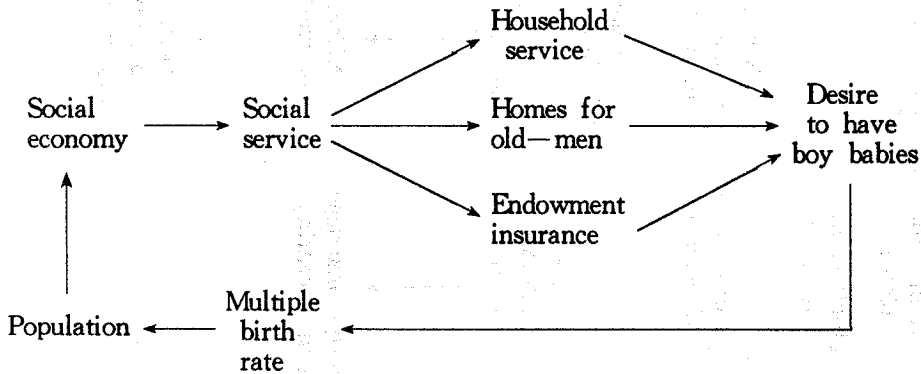 Household
service
Social
economy
Social
service
Homes for
old—men
Desire
to have
boy babies
Endowment
insurance
Population
Multiple
birth
rate